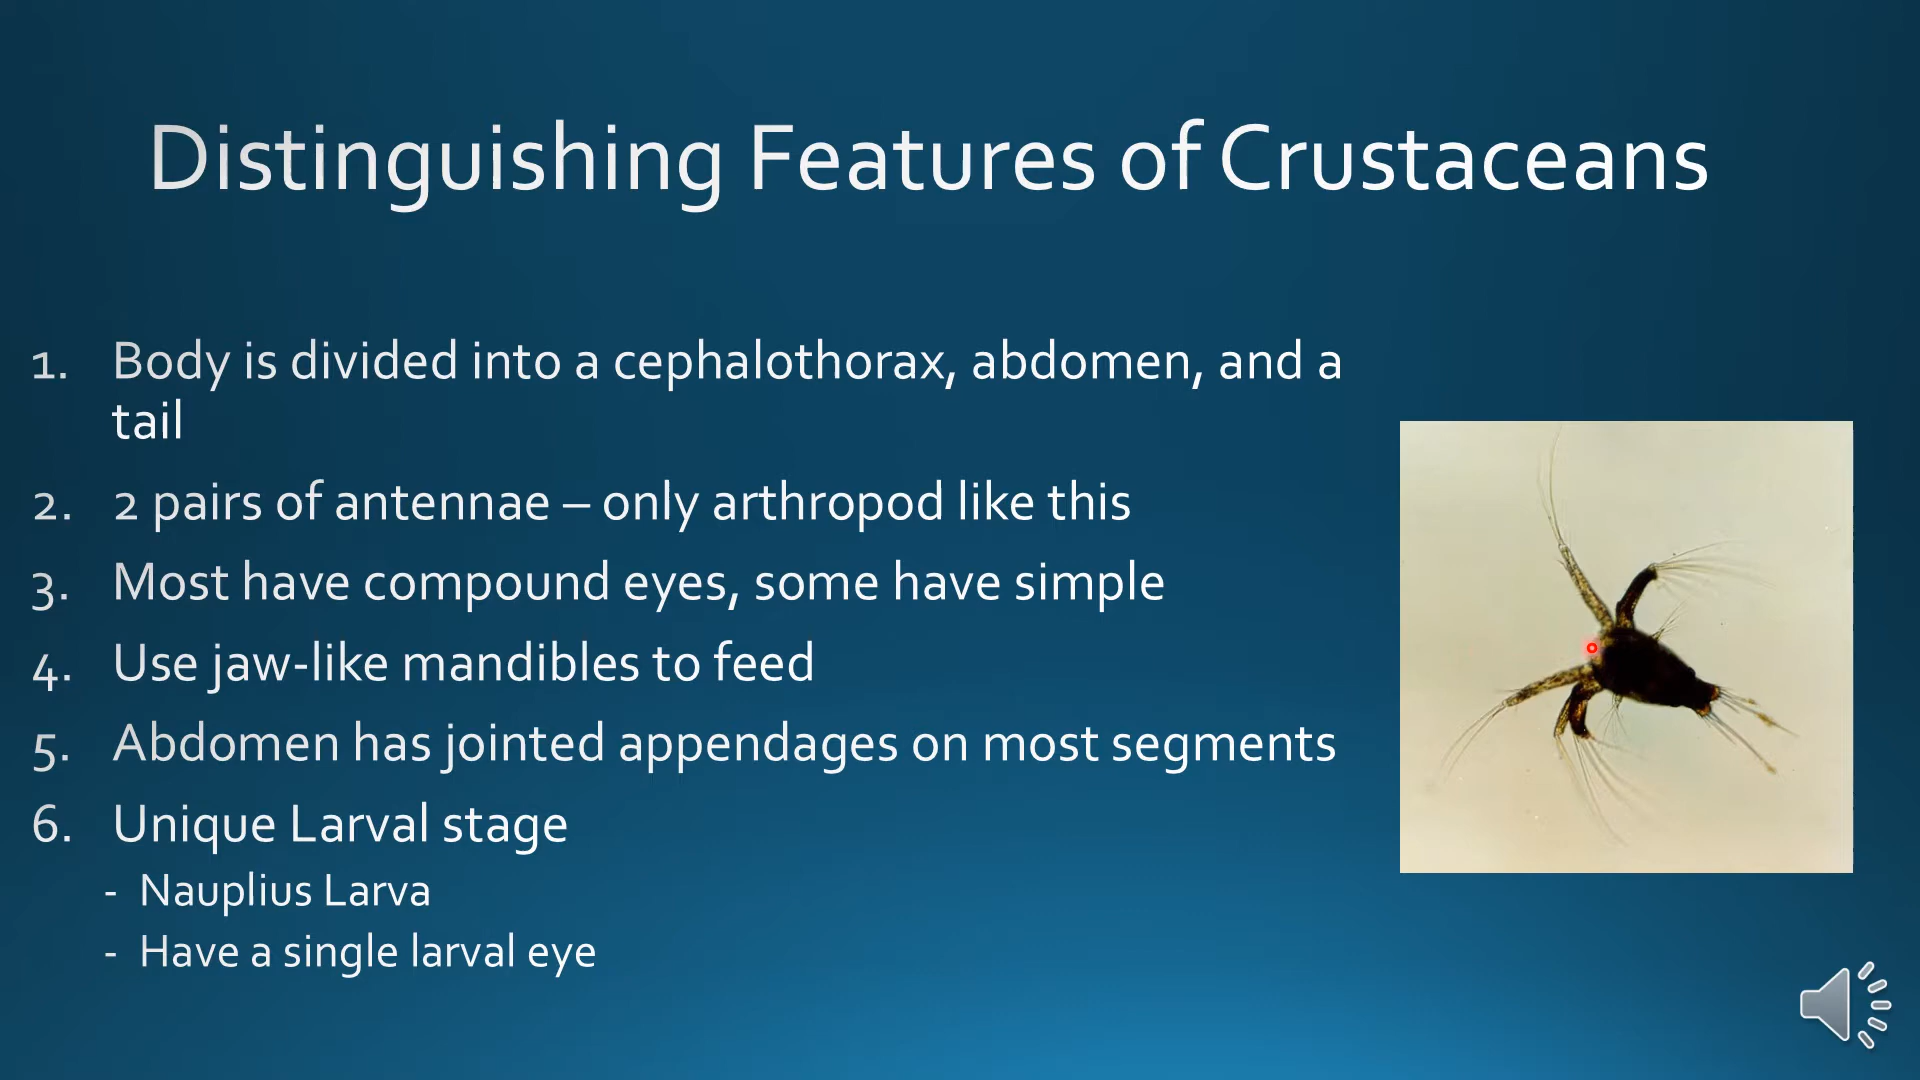 Distinguishing Features of Crustaceans
1. Body is divided into a cephalothorax, abdomen, and a
tail
2. 2 pairs of antennae – only arthropod like this
3. Most have compound eyes, some have simple
4. Use jaw-like mandibles to feed
5. Abdomen has jointed appendages on most segments
6. Unique Larval stage
- Nauplius Larva
- Have a single larval eye